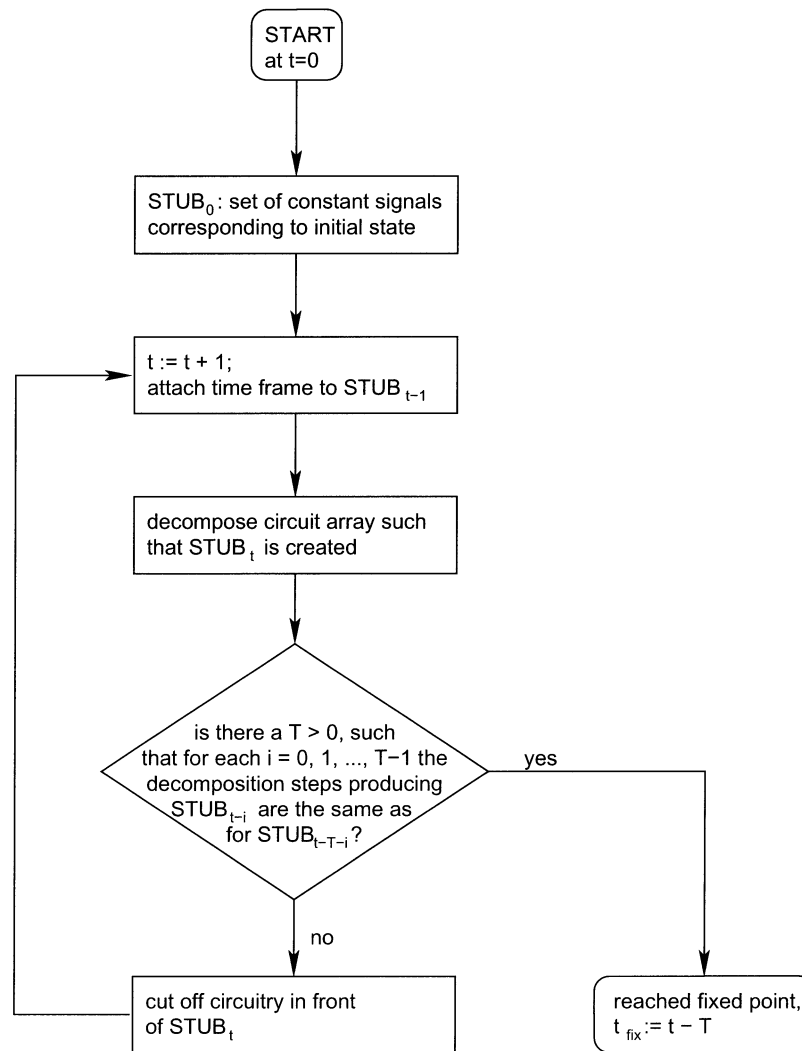 START
at t=0
STUB₀ : set of constant signals
corresponding to initial state
t := t + 1;
attach time frame to STUB ₜ₋₁
decompose circuit array such
that STUB ₜ is created
is there a T > 0, such
that for each i = 0, 1, ..., T−1 the
decomposition steps producing
STUB t−i are the same as
for STUB t−T−i ?
yes
no
cut off circuitry in front
of STUB ₜ
reached fixed point,
t fix := t − T